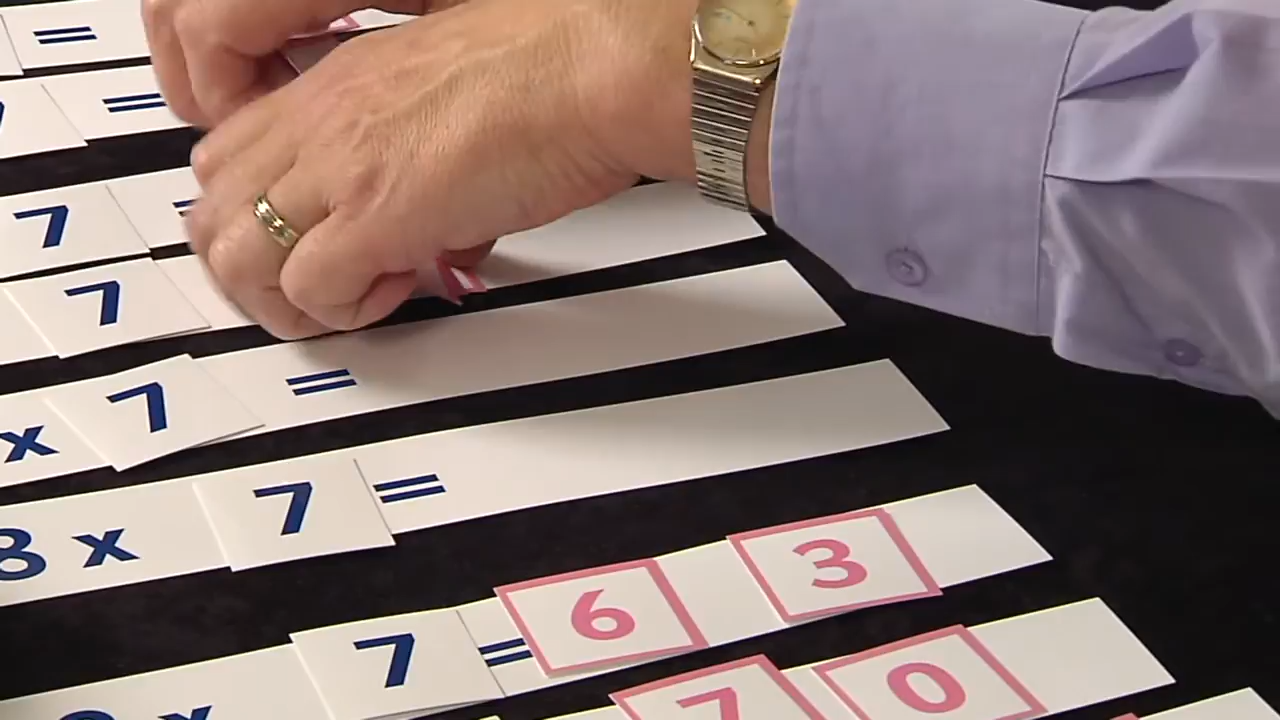 =
=
7
7
x 7 =
8 x 7 =
x 7 = 6 3
7 0